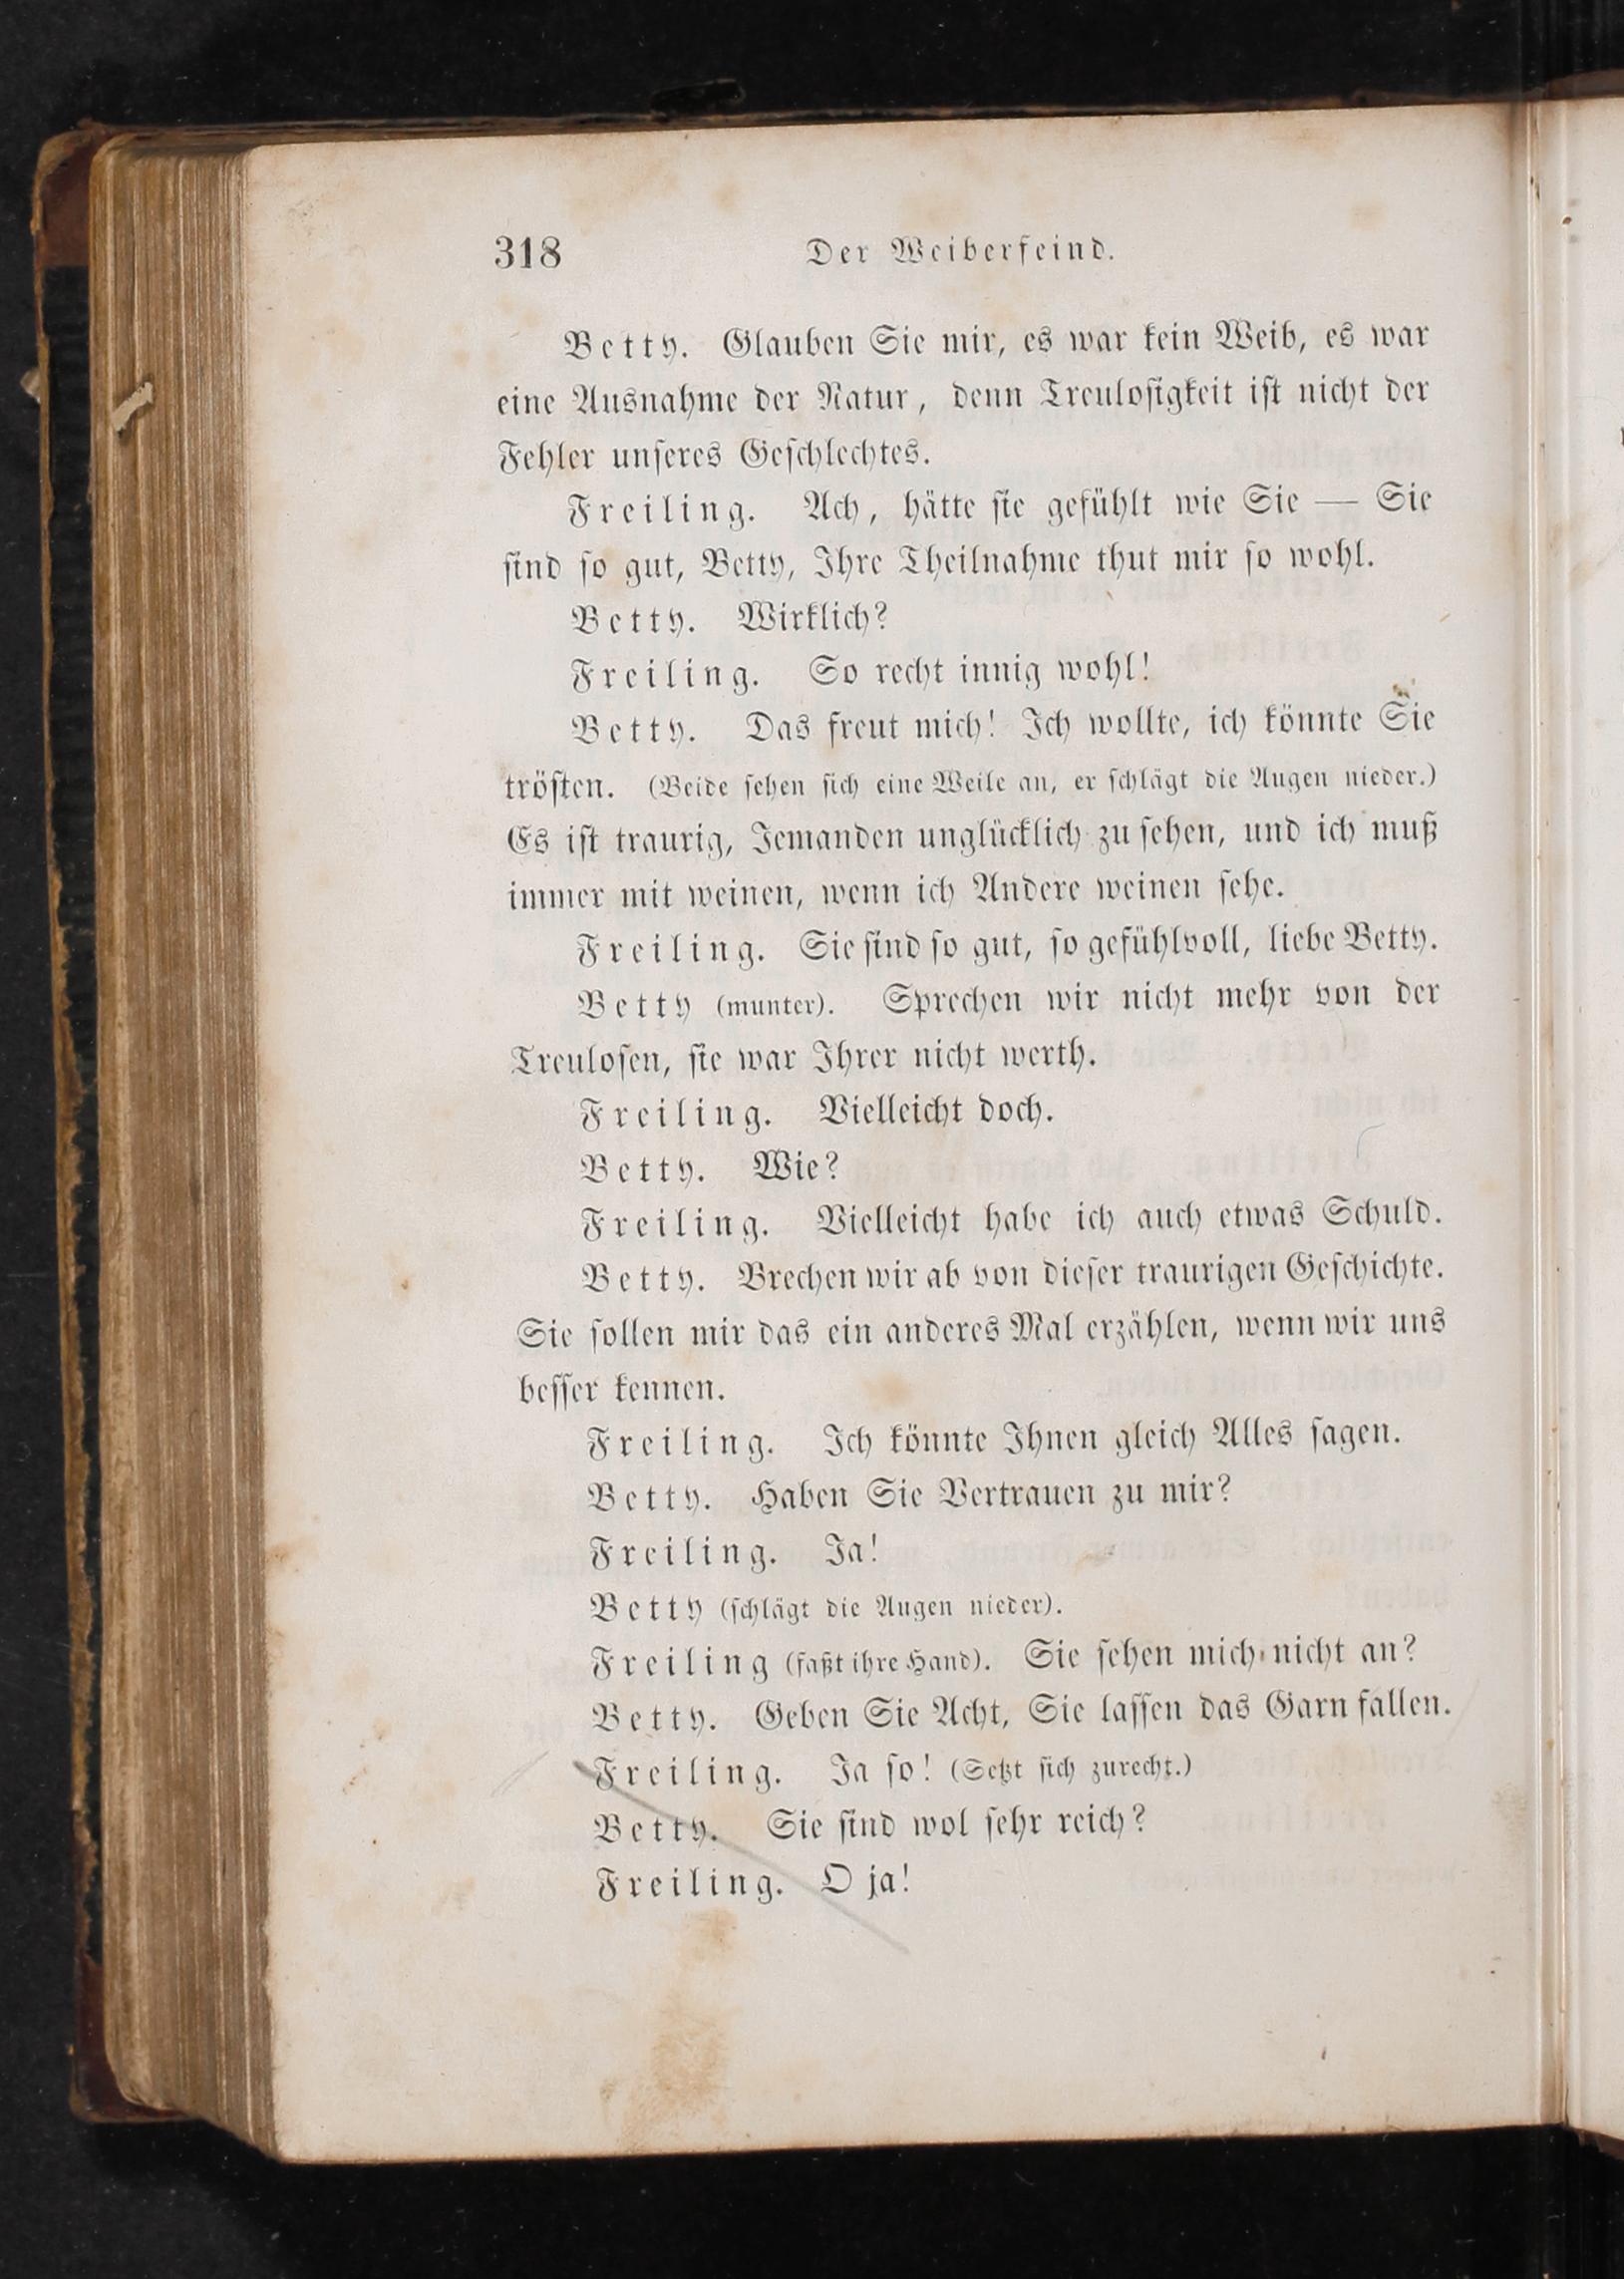 318 Der Weiberfeind.
Betty. Glauben Sie mir, es war kein Weib, es war
eine Ausnahme der Natur, denn Treulosigkeit ist nicht der
Fehler unseres Geschlechtes.
Freiling. Ach, hätte sie gefühlt wie Sie — Sie
sind so gut, Betty, Ihre Theilnahme thut mir so wohl.
Betty. Wirklich?
Freiling. So recht innig wohl!
Betty. Das freut mich! Ich wollte, ich könnte Sie
trösten. (Beide sehen sich eine Weile an, er schlägt die Augen nieder.)
Es ist traurig, Jemanden unglücklich zu sehen, und ich muß
immer mit weinen, wenn ich Andere weinen sehe.
Freiling. Sie sind so gut, so gefühlvoll, liebe Betty.
Betty (munter). Sprechen wir nicht mehr von der
Treulosen, sie war Ihrer nicht werth.
Freiling. Vielleicht doch.
Betty. Wie?
Freiling. Vielleicht habe ich auch etwas Schuld.
Betty. Brechen wir ab von dieser traurigen Geschichte.
Sie sollen mir das ein anderes Mal erzählen, wenn wir uns
besser kennen.
Freiling. Ich könnte Ihnen gleich Alles sagen.
Betty. Haben Sie Vertrauen zu mir?
Freiling. Ja!
Betty (schlägt die Augen nieder).
Freiling (faßt ihre Hand). Sie sehen mich nicht an?
Betty. Geben Sie Acht, Sie lassen das Garn fallen.
Freiling. Ja so! (Setzt sich zurecht.)
Betty. Sie sind wol sehr reich?
Freiling. O ja!